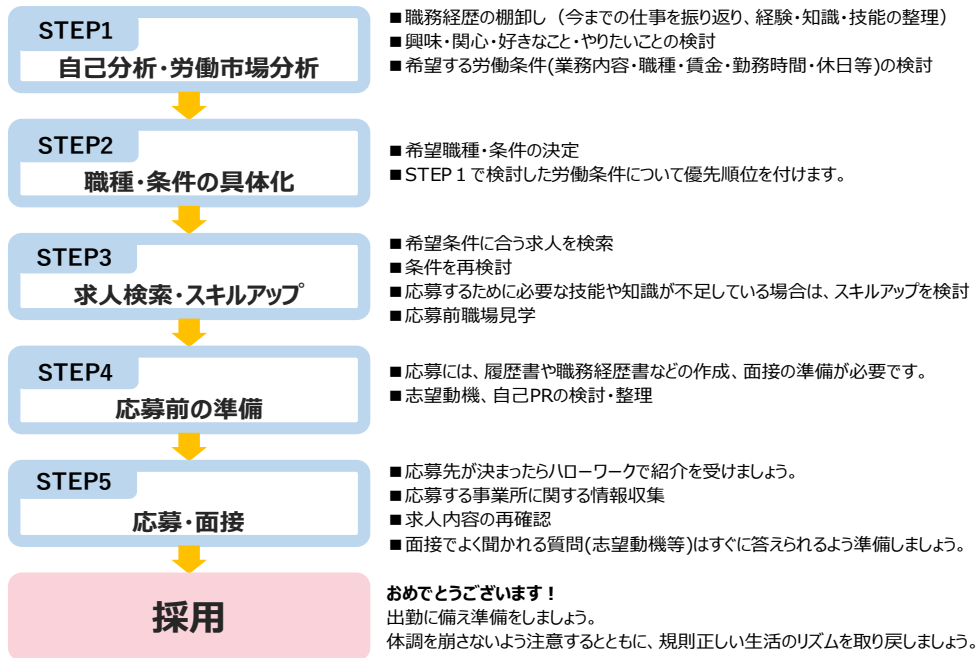 STEP1
自己分析・労働市場分析
■職務経歴の棚卸し（今までの仕事を振り返り、経験・知識・技能の整理）
■興味・関心・好きなこと・やりたいことの検討
■希望する労働条件(業務内容・職種・賃金・勤務時間・休日等)の検討
STEP2
職種・条件の具体化
■希望職種・条件の決定
■STEP１で検討した労働条件について優先順位を付けます。
STEP3
求人検索・スキルアップ
■希望条件に合う求人を検索
■条件を再検討
■応募するために必要な技能や知識が不足している場合は、スキルアップを検討
■応募前職場見学
STEP4
応募前の準備
■応募には、履歴書や職務経歴書などの作成、面接の準備が必要です。
■志望動機、自己PRの検討・整理
STEP5
応募・面接
■応募先が決まったらハローワークで紹介を受けましょう。
■応募する事業所に関する情報収集
■求人内容の再確認
■面接でよく聞かれる質問(志望動機等)はすぐに答えられるよう準備しましょう。
採用
おめでとうございます！
出勤に備え準備をしましょう。
体調を崩さないよう注意するとともに、規則正しい生活のリズムを取り戻しましょう。